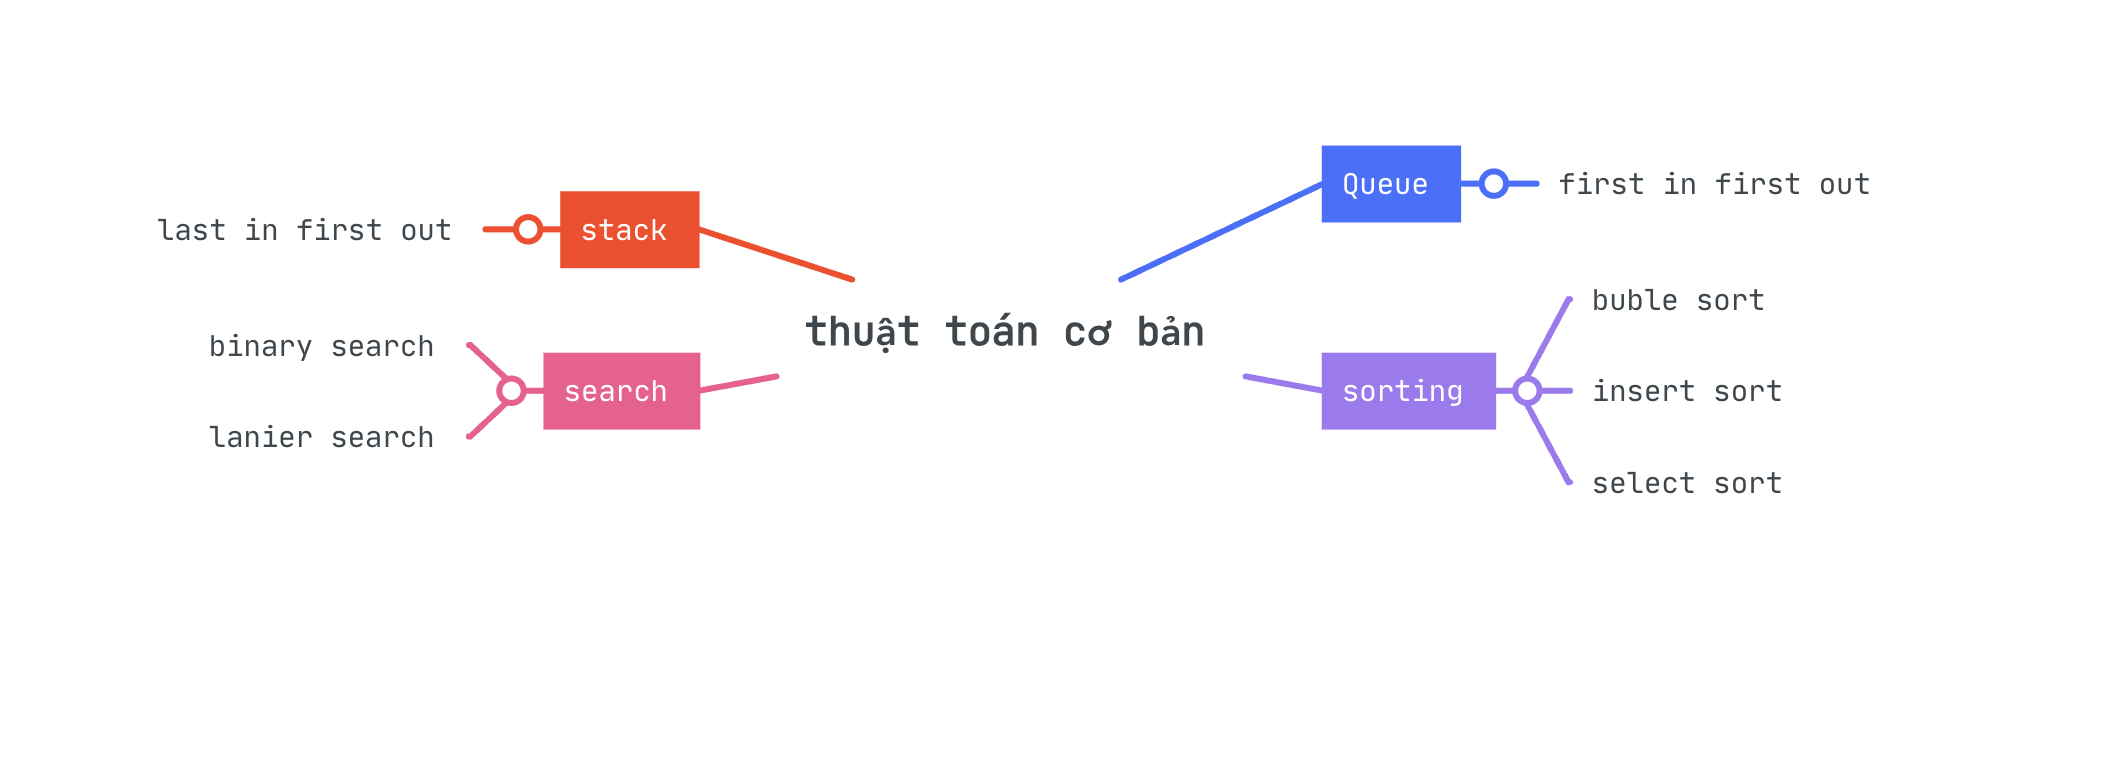 thuật toán cơ bản
Queue
first in first out
sorting
buble sort
insert sort
select sort
stack
last in first out
search
binary search
lanier search